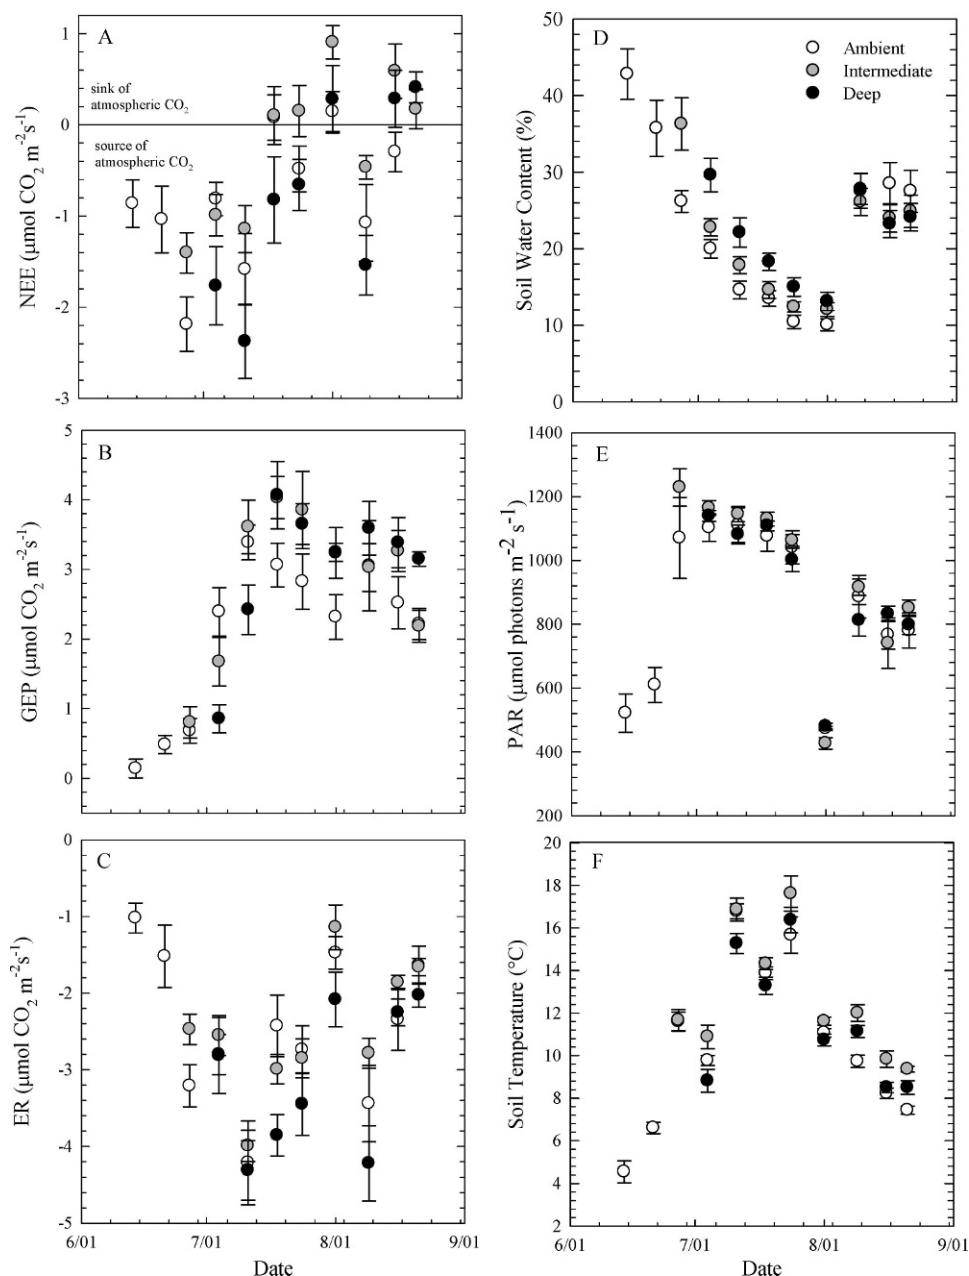 A
sink of
atmospheric CO2
source of
atmospheric CO2
NEE (μmol CO2 m-2s-1)
1
0
-1
-2
-3
D
Ambient
Intermediate
Deep
Soil Water Content (%)
50
40
30
20
10
0
B
GEP (μmol CO2 m-2s-1)
5
4
3
2
1
0
E
PAR (μmol photons m-2 s-1)
1400
1200
1000
800
600
400
200
C
ER (μmol CO2 m-2s-1)
0
-1
-2
-3
-4
-5
6/01
7/01
8/01
9/01
Date
F
Soil Temperature (°C)
20
18
16
14
12
10
8
6
4
2
6/01
7/01
8/01
9/01
Date